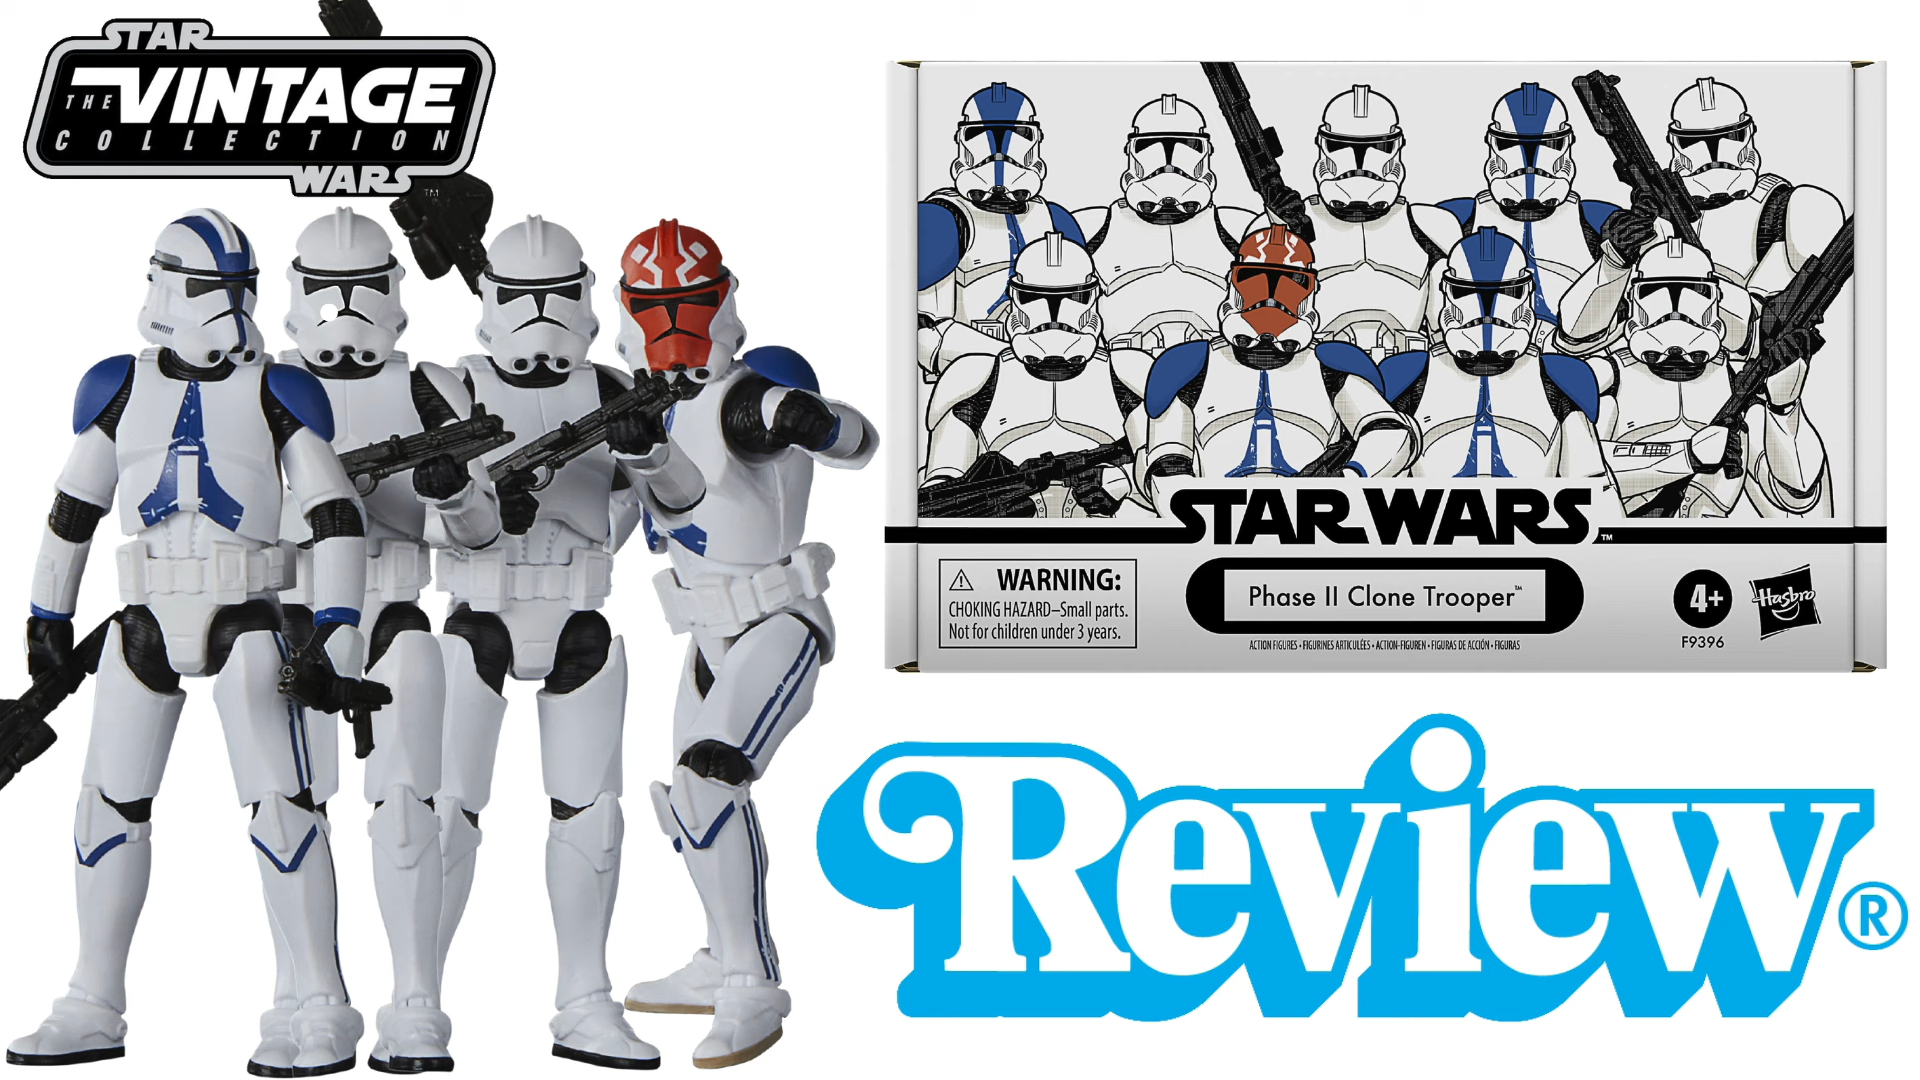 STAR
THE VINTAGE
COLLECTION
WARS
TM
STAR WARS
TM
WARNING:
CHOKING HAZARD–Small parts.
Not for children under 3 years.
Phase II Clone Trooper™
ACTION FIGURES • FIGURINES ARTICULÉES • ACTION-FIGUREN • FIGURAS DE ACCIÓN • FIGURAS
4+
F9396
Hasbro
Review®